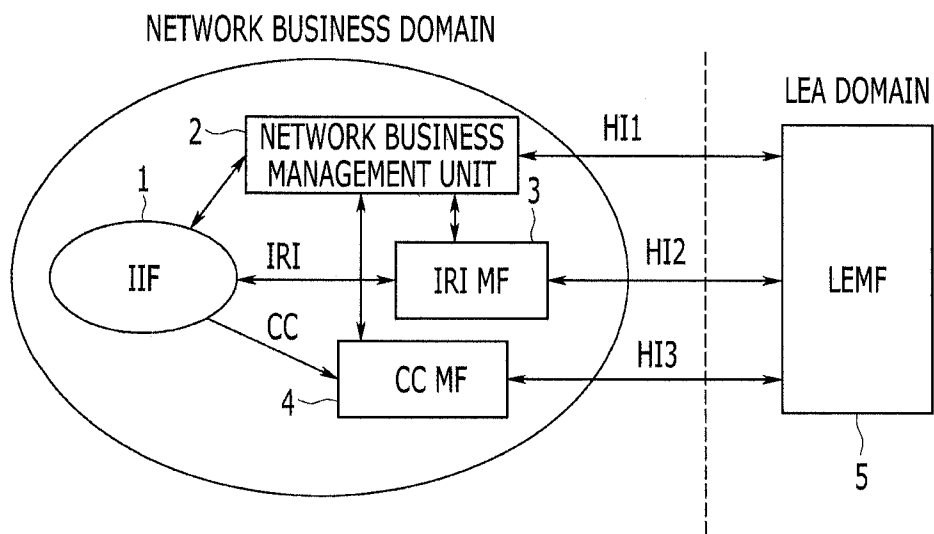 NETWORK BUSINESS DOMAIN
LEA DOMAIN
2
NETWORK BUSINESS
MANAGEMENT UNIT
HI1
1
3
IIF
IRI
IRI MF
HI2
LEMF
CC
CC MF
HI3
4
5